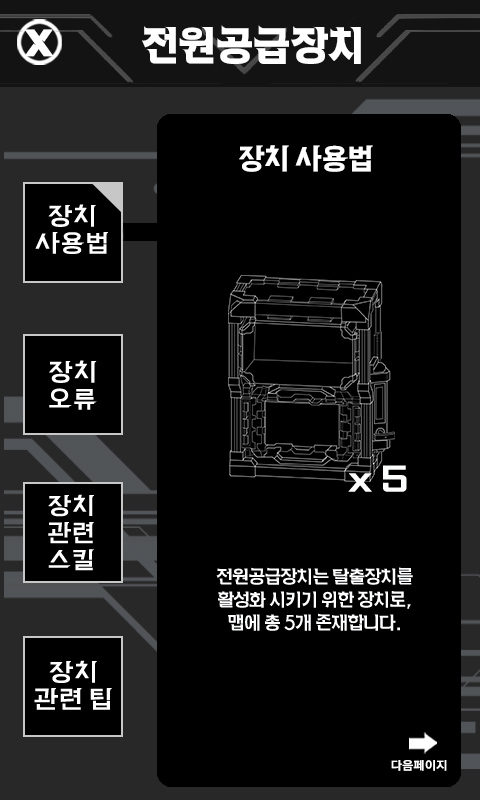 X
전원공급장치
장치 사용법
장치
사용법
장치
오류
장치
관련
스킬
장치
관련 팁
x 5
전원공급장치는 탈출장치를
활성화 시키기 위한 장치로,
맵에 총 5개 존재합니다.
다음페이지